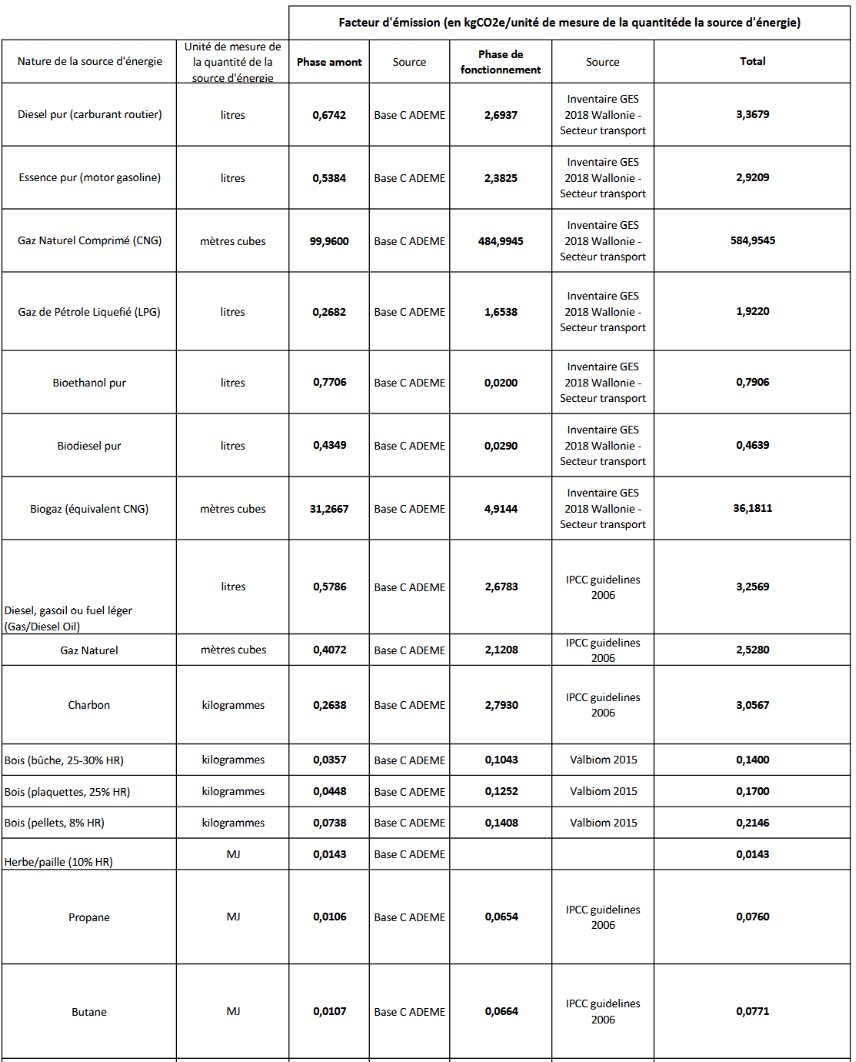 Facteur d'émission (en kgCO2e/unité de mesure de la quantitéde la source d'énergie)
Nature de la source d'énergie
Unité de mesure de
la quantité de la
source d'énergie
Phase amont
Source
Phase de
fonctionnement
Source
Total
Diesel pur (carburant routier)
litres
0,6742
Base C ADEME
2,6937
Inventaire GES
2018 Wallonie -
Secteur transport
3,3679
Essence pur (motor gasoline)
litres
0,5384
Base C ADEME
2,3825
Inventaire GES
2018 Wallonie -
Secteur transport
2,9209
Gaz Naturel Comprimé (CNG)
mètres cubes
99,9600
Base C ADEME
484,9945
Inventaire GES
2018 Wallonie -
Secteur transport
584,9545
Gaz de Pétrole Liquefié (LPG)
litres
0,2682
Base C ADEME
1,6538
Inventaire GES
2018 Wallonie -
Secteur transport
1,9220
Bioethanol pur
litres
0,7706
Base C ADEME
0,0200
Inventaire GES
2018 Wallonie -
Secteur transport
0,7906
Biodiesel pur
litres
0,4349
Base C ADEME
0,0290
Inventaire GES
2018 Wallonie -
Secteur transport
0,4639
Biogaz (équivalent CNG)
mètres cubes
31,2667
Base C ADEME
4,9144
Inventaire GES
2018 Wallonie -
Secteur transport
36,1811
Diesel, gasoil ou fuel léger
(Gas/Diesel Oil)
litres
0,5786
Base C ADEME
2,6783
IPCC guidelines
2006
3,2569
Gaz Naturel
mètres cubes
0,4072
Base C ADEME
2,1208
IPCC guidelines
2006
2,5280
Charbon
kilogrammes
0,2638
Base C ADEME
2,7930
IPCC guidelines
2006
3,0567
Bois (bûche, 25-30% HR)
kilogrammes
0,0357
Base C ADEME
0,1043
Valbiom 2015
0,1400
Bois (plaquettes, 25% HR)
kilogrammes
0,0448
Base C ADEME
0,1252
Valbiom 2015
0,1700
Bois (pellets, 8% HR)
kilogrammes
0,0738
Base C ADEME
0,1408
Valbiom 2015
0,2146
Herbe/paille (10% HR)
MJ
0,0143
Base C ADEME
0,0143
Propane
MJ
0,0106
Base C ADEME
0,0654
IPCC guidelines
2006
0,0760
Butane
MJ
0,0107
Base C ADEME
0,0664
IPCC guidelines
2006
0,0771